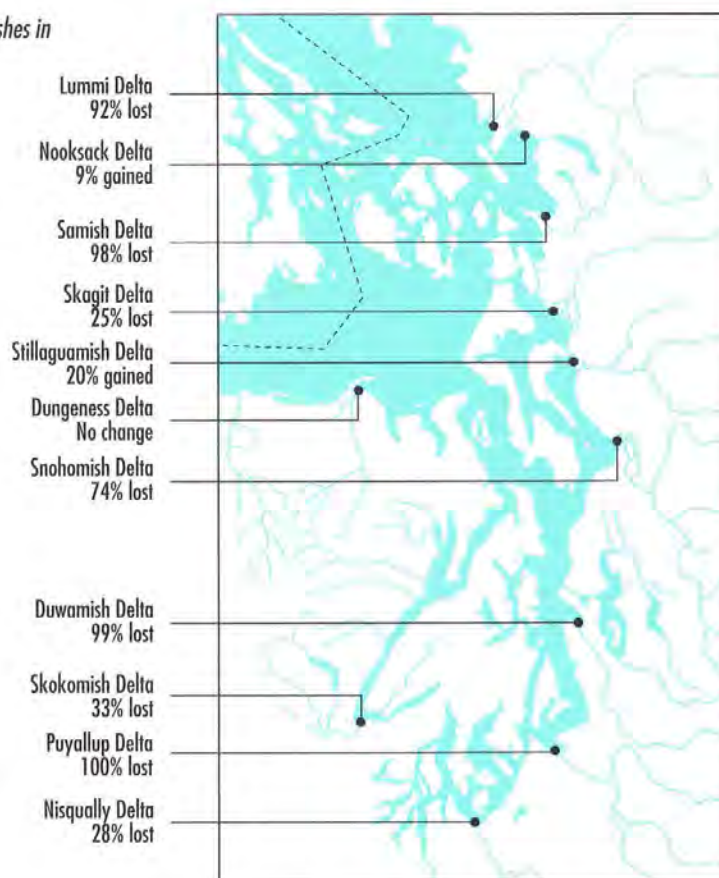 shes in
Lummi Delta
92% lost
Nooksack Delta
9% gained
Samish Delta
98% lost
Skagit Delta
25% lost
Stillaguamish Delta
20% gained
Dungeness Delta
No change
Snohomish Delta
74% lost
Duwamish Delta
99% lost
Skokomish Delta
33% lost
Puyallup Delta
100% lost
Nisqually Delta
28% lost